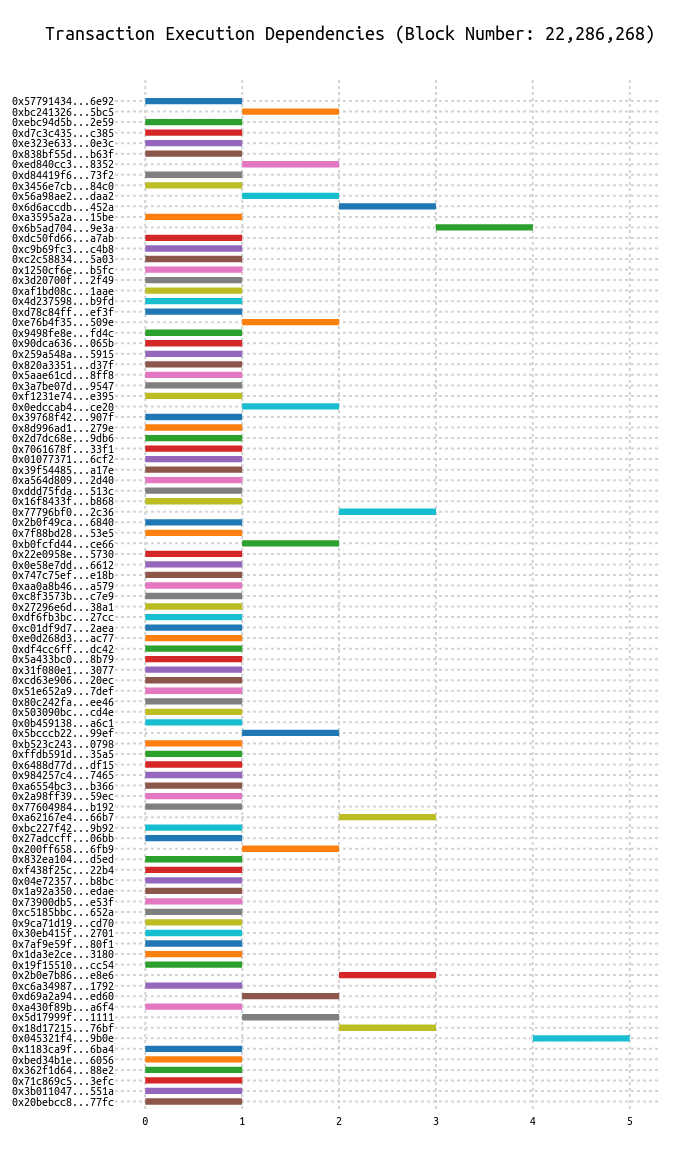 Transaction Execution Dependencies (Block Number: 22,286,268)
0x57791434...6e92
0xbc241326...5bc5
0xebc94d5b...2e59
0xd7c3c435...c385
0xe323e633...0e3c
0x838bf55d...b63f
0xed840cc3...8352
0xd84419f6...73f2
0x3456e7cb...84c0
0x56a98ae2...daa2
0x6d6accdb...452a
0xa3595a2a...15be
0x6b5ad704...9e3a
0xdc50fd66...a7ab
0xc9b69fc3...c4b8
0xc2c58834...5a03
0x1250cf6e...b5fc
0x3d20700f...2f49
0xaf1bd08c...1aae
0x4d237598...b9fd
0xd78c84ff...ef3f
0xe76b4f35...509e
0x9498fe8e...fd4c
0x90dca636...065b
0x259a548a...5915
0x820a3351...d37f
0x5aae61cd...8ff8
0x3a7be07d...9547
0xf1231e74...e395
0x0edccab4...ce20
0x39768f42...907f
0x8d996ad1...279e
0x2d7dc68e...9db6
0x7061678f...33f1
0x01077371...6cf2
0x39f54485...a17e
0xa564d809...2d40
0xddd75fda...513c
0x16f8433f...b868
0x77796bf0...2c36
0x2b0f49ca...6840
0x7f88bd28...53e5
0xb0fcfd44...ce66
0x22e0958e...5730
0x0e58e7dd...6612
0x747c75ef...e18b
0xaa0a8b46...a579
0xc8f3573b...c7e9
0x27296e6d...38a1
0xdf6fb3bc...27cc
0xc01df9d7...2aea
0xe0d268d3...ac77
0xdf4cc6ff...dc42
0x5a433bc0...8b79
0x31f080e1...3077
0xcd63e906...20ec
0x51e652a9...7def
0x80c242fa...ee46
0x503090bc...cd4e
0x0b459138...a6c1
0x5bcccb22...99ef
0xb523c243...0798
0xffdb591d...35a5
0x6488d77d...df15
0x984257c4...7465
0xa6554bc3...b366
0x2a98ff39...59ec
0x77604984...b192
0xa62167e4...66b7
0xbc227f42...9b92
0x27adccff...06bb
0x200ff658...6fb9
0x832ea104...d5ed
0xf438f25c...22b4
0x04e72357...b8bc
0x1a92a350...edae
0x73900db5...e53f
0xc5185bbc...652a
0x9ca71d19...cd70
0x30eb415f...2701
0x7af9e59f...80f1
0x1da3e2ce...3180
0x19f15510...cc54
0x2b0e7b86...e8e6
0xc6a34987...1792
0xd69a2a94...ed60
0xa430f89b...a6f4
0x5d17999f...1111
0x18d17215...76bf
0x045321f4...9b0e
0x1183ca9f...6ba4
0xbed34b1e...6056
0x362f1d64...88e2
0x71c869c5...3efc
0x3b011047...551a
0x20bebcc8...77fc
0 1 2 3 4 5